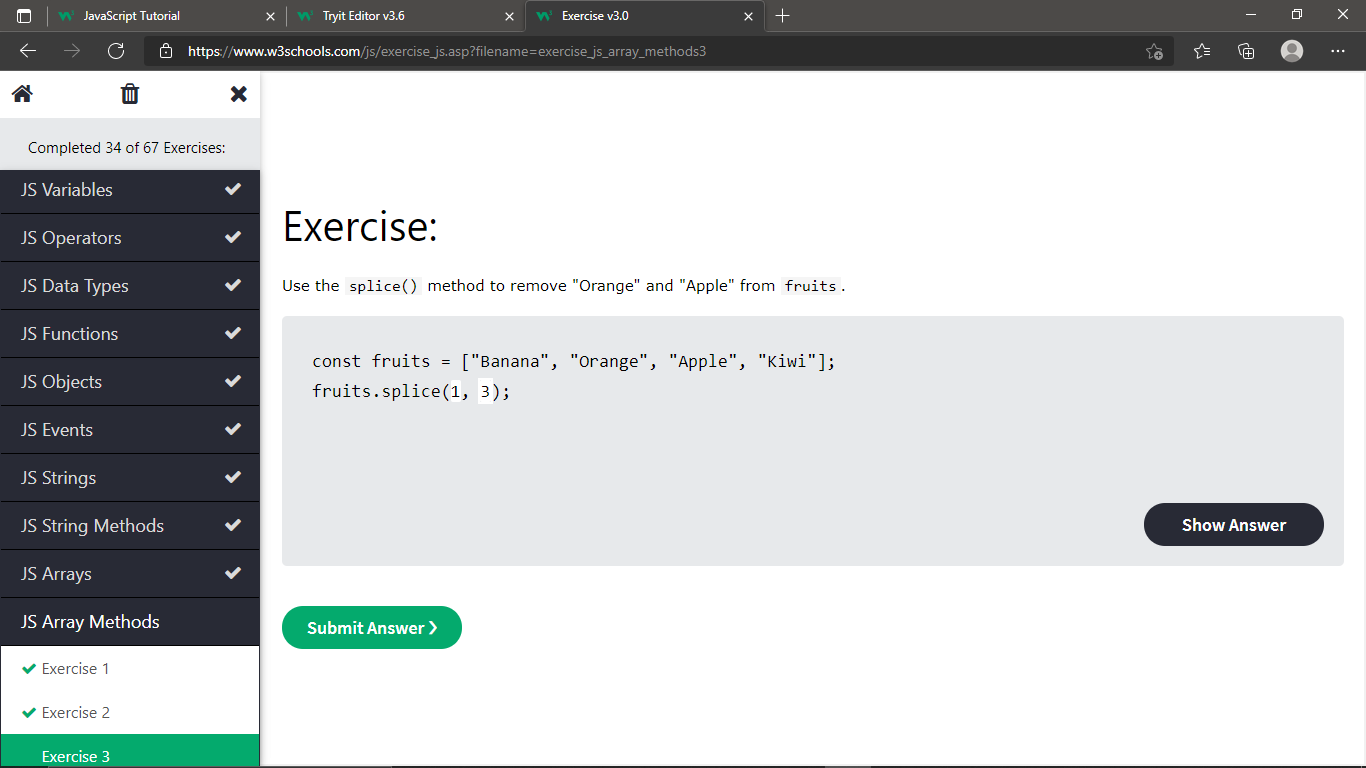 JavaScript Tutorial
Tryit Editor v3.6
Exercise v3.0
https://www.w3schools.com/js/exercise_js.asp?filename=exercise_js_array_methods3
Completed 34 of 67 Exercises:
JS Variables
JS Operators
JS Data Types
JS Functions
JS Objects
JS Events
JS Strings
JS String Methods
JS Arrays
JS Array Methods
Exercise 1
Exercise 2
Exercise 3
Exercise:
Use the splice() method to remove "Orange" and "Apple" from fruits.
const fruits = ["Banana", "Orange", "Apple", "Kiwi"];
fruits.splice(1, 3);
Show Answer
Submit Answer ❯